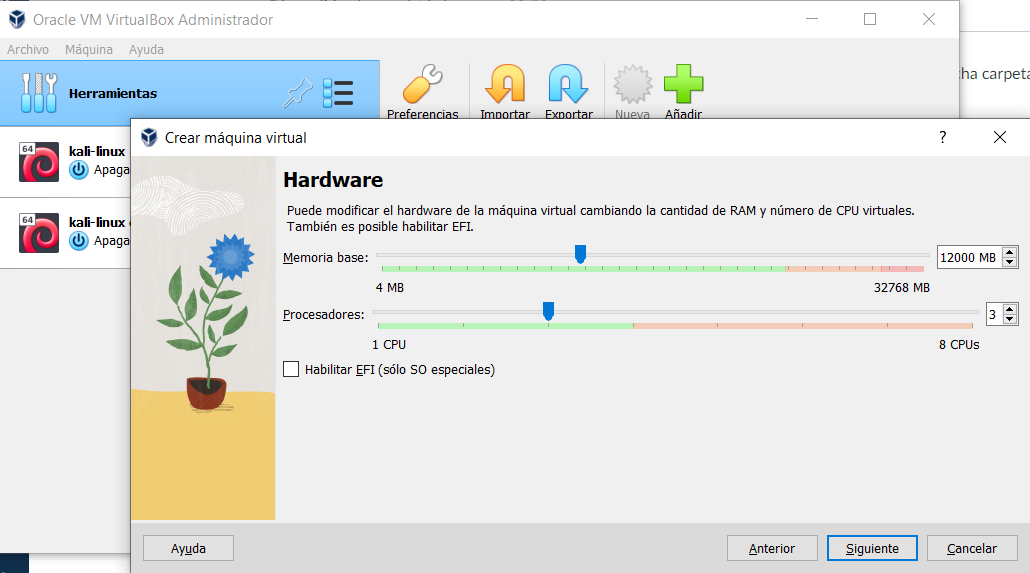 Oracle VM VirtualBox Administrador
Archivo Máquina Ayuda
cha carpeta
Herramientas
Preferencias Importar Exportar Nueva Añadir
64
kali-linux
Apaga
64
kali-linux
Apaga
Crear máquina virtual
?
Hardware
Puede modificar el hardware de la máquina virtual cambiando la cantidad de RAM y número de CPU virtuales.
También es posible habilitar EFI.
Memoria base: 12000 MB
4 MB 32768 MB
Procesadores: 3
1 CPU 8 CPUs
Habilitar EFI (sólo SO especiales)
Ayuda Anterior Siguiente Cancelar